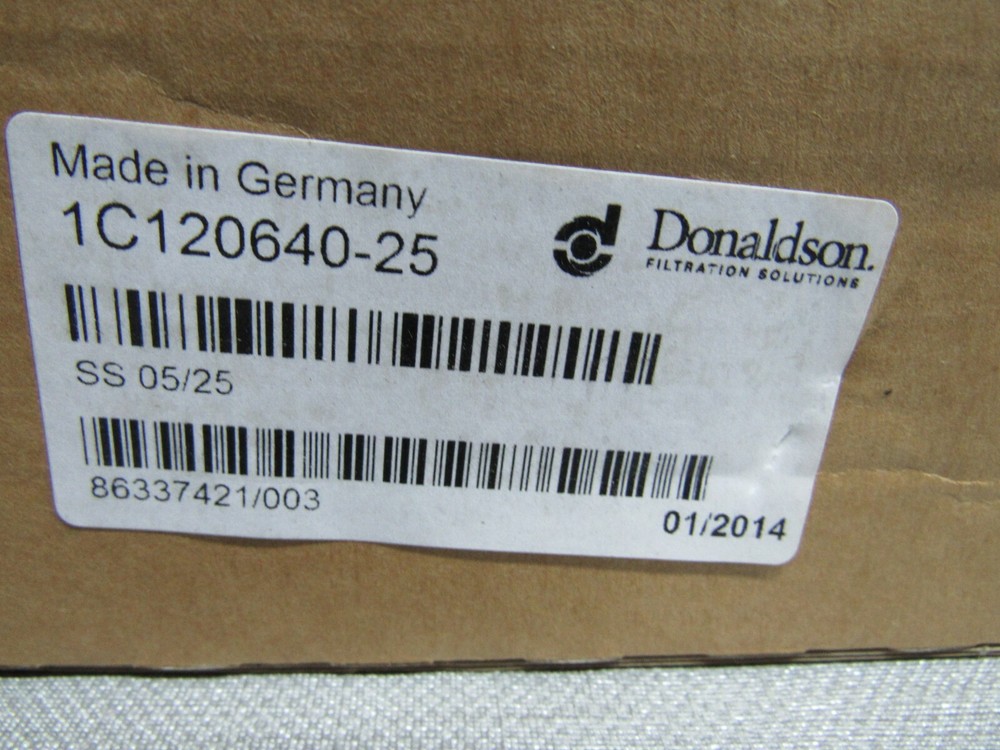 Made in Germany
1C120640-25
Donaldson.
FILTRATION SOLUTIONS
SS 05/25
86337421/003
01/2014